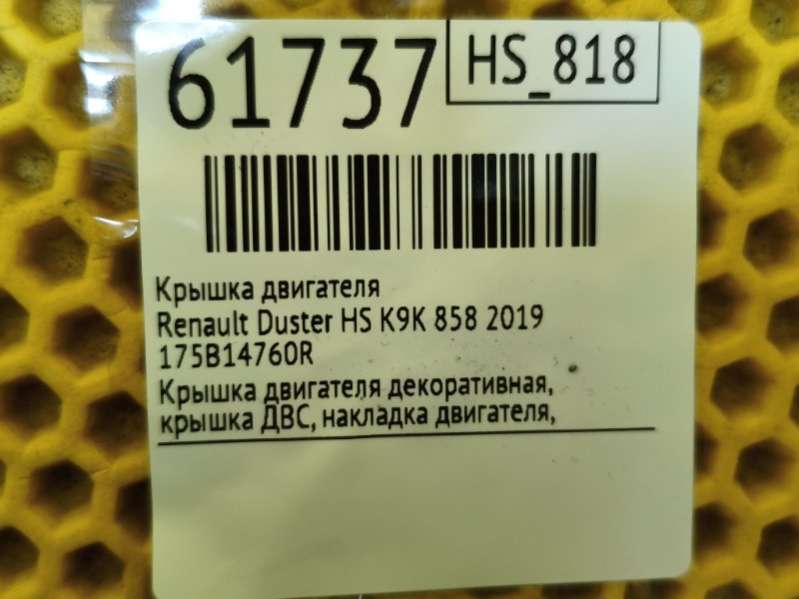 61737
HS_818
Крышка двигателя
Renault Duster HS K9K 858 2019
175B14760R
Крышка двигателя декоративная,
крышка ДВС, накладка двигателя,